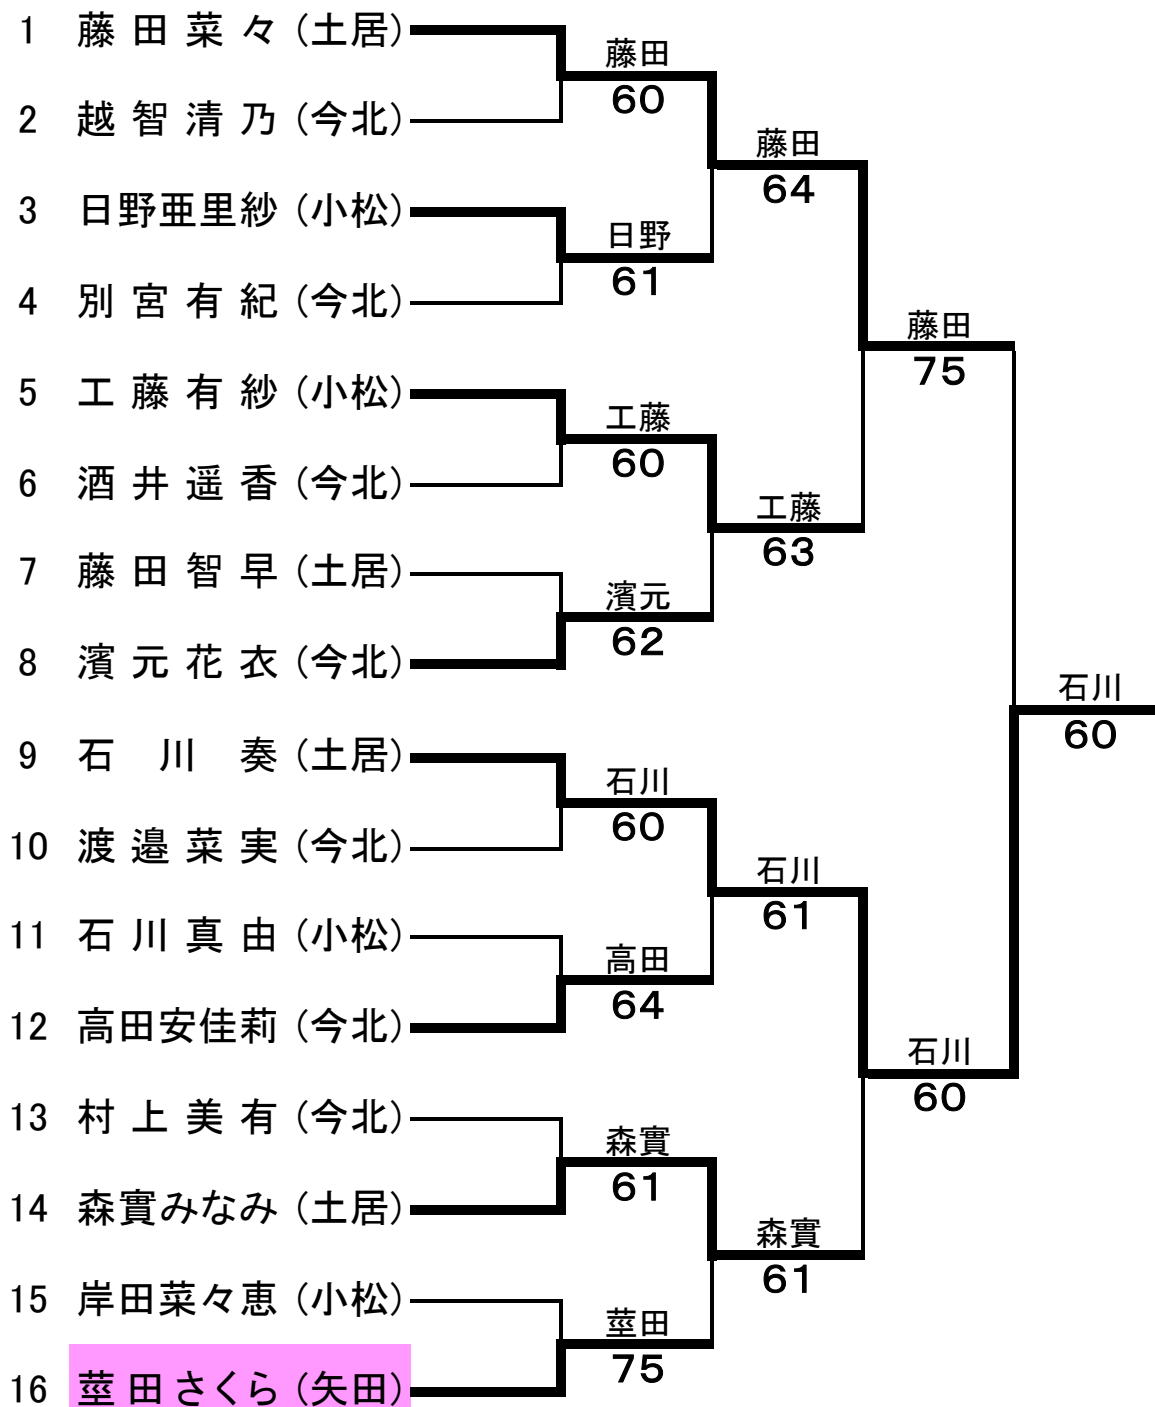 1 藤田菜々(土居)
藤田
60
2 越智清乃(今北)
藤田
64
3 日野亜里紗(小松)
日野
61
4 別宮有紀(今北)
藤田
75
5 工藤有紗(小松)
工藤
60
6 酒井遥香(今北)
工藤
63
7 藤田智早(土居)
濱元
62
8 濱元花衣(今北)
石川
60
9 石川奏(土居)
石川
60
10 渡邉菜実(今北)
石川
61
11 石川真由(小松)
高田
64
12 高田安佳莉(今北)
石川
60
13 村上美有(今北)
森實
61
14 森實みなみ(土居)
森實
61
15 岸田菜々恵(小松)
莖田
75
16 莖田さくら(矢田)